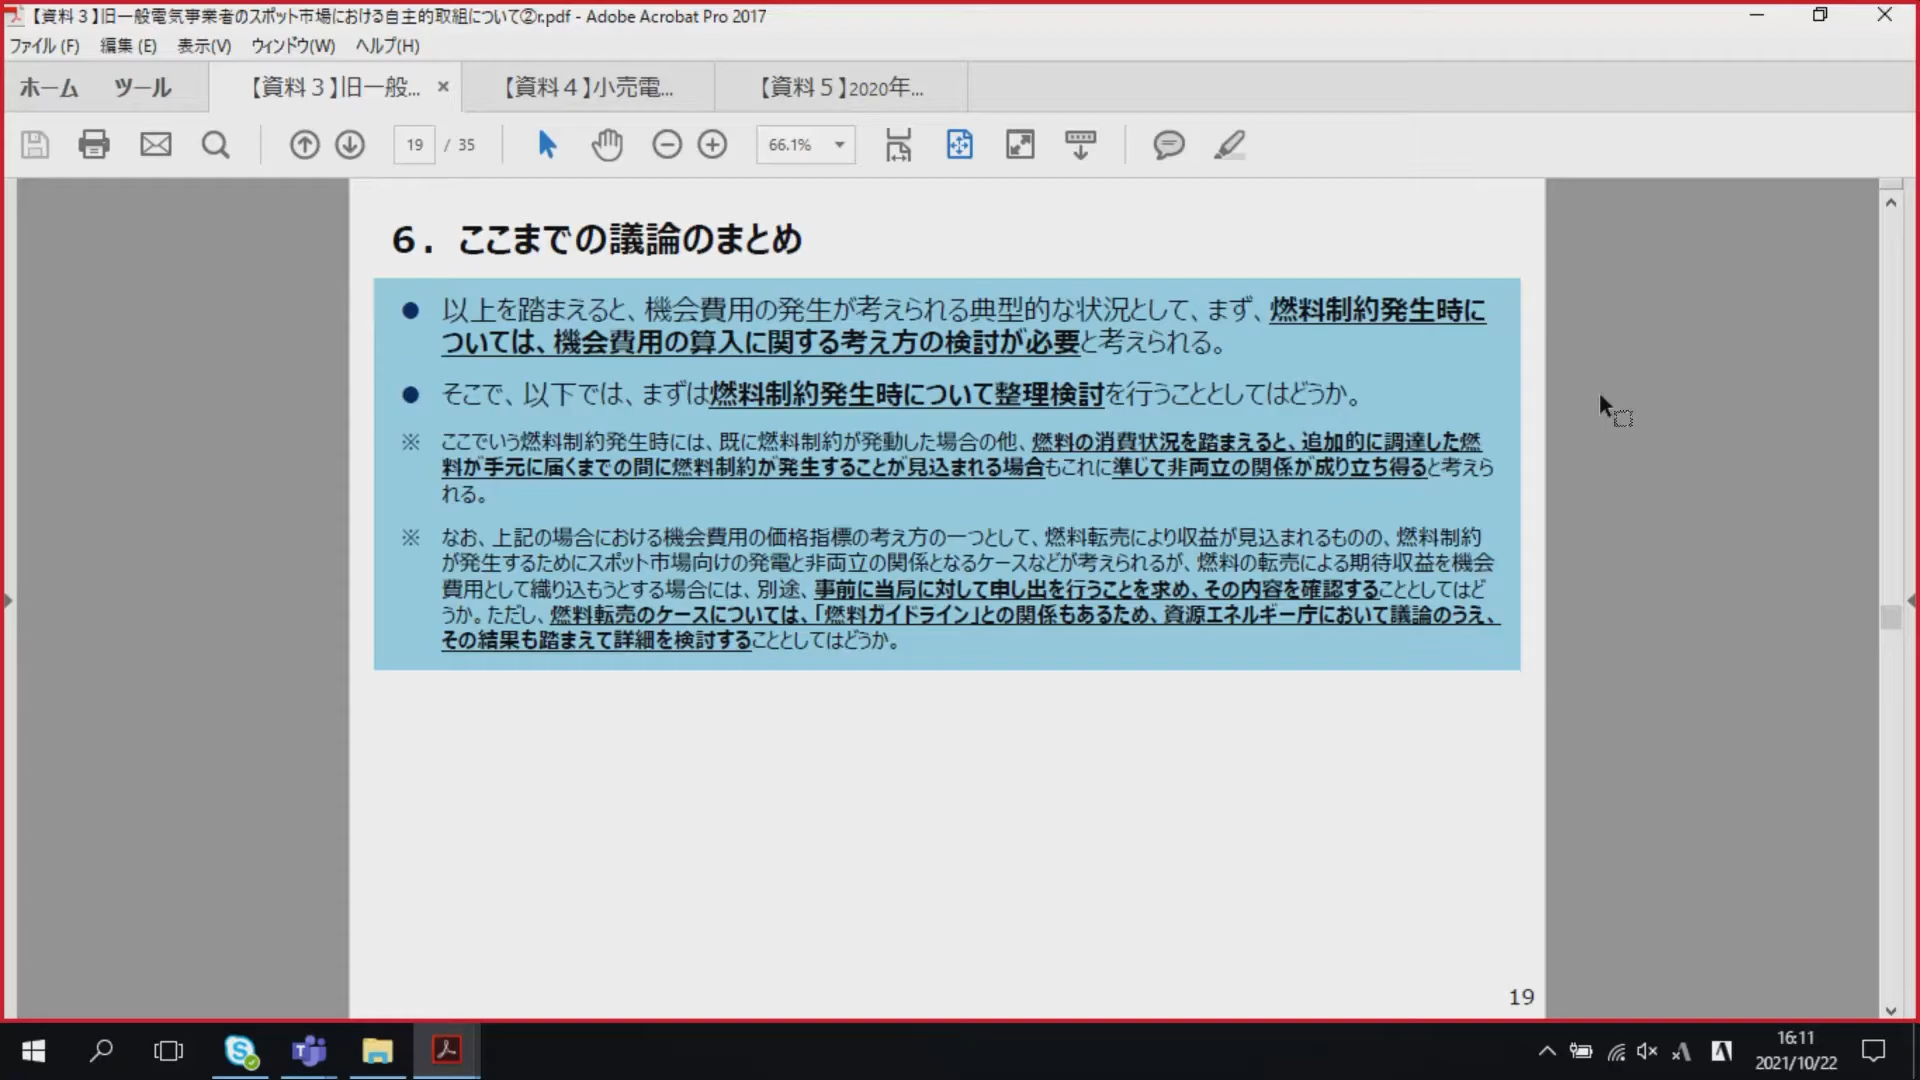 【資料３】旧一般電気事業者のスポット市場における自主的取組について②r.pdf - Adobe Acrobat Pro 2017
ファイル(F) 編集(E) 表示(V) ウィンドウ(W) ヘルプ(H)
ホーム ツール 【資料３】旧一般... × 【資料４】小売電... 【資料５】2020年...
19 / 35 66.1%
６．ここまでの議論のまとめ
● 以上を踏まえると、機会費用の発生が考えられる典型的な状況として、まず、燃料制約発生時に
ついては、機会費用の算入に関する考え方の検討が必要と考えられる。
● そこで、以下では、まずは燃料制約発生時について整理検討を行うこととしてはどうか。
※ ここでいう燃料制約発生時には、既に燃料制約が発動した場合の他、燃料の消費状況を踏まえると、追加的に調達した燃
料が手元に届くまでの間に燃料制約が発生することが見込まれる場合もこれに準じて非両立の関係が成り立ち得ると考えら
れる。
※ なお、上記の場合における機会費用の価格指標の考え方の一つとして、燃料転売により収益が見込まれるものの、燃料制約
が発生するためにスポット市場向けの発電と非両立の関係となるケースなどが考えられるが、燃料の転売による期待収益を機会
費用として織り込もうとする場合には、別途、事前に当局に対して申し出を行うことを求め、その内容を確認することとしてはど
うか。ただし、燃料転売のケースについては、「燃料ガイドライン」との関係もあるため、資源エネルギー庁において議論のうえ、
その結果も踏まえて詳細を検討することとしてはどうか。
19
16:11
2021/10/22